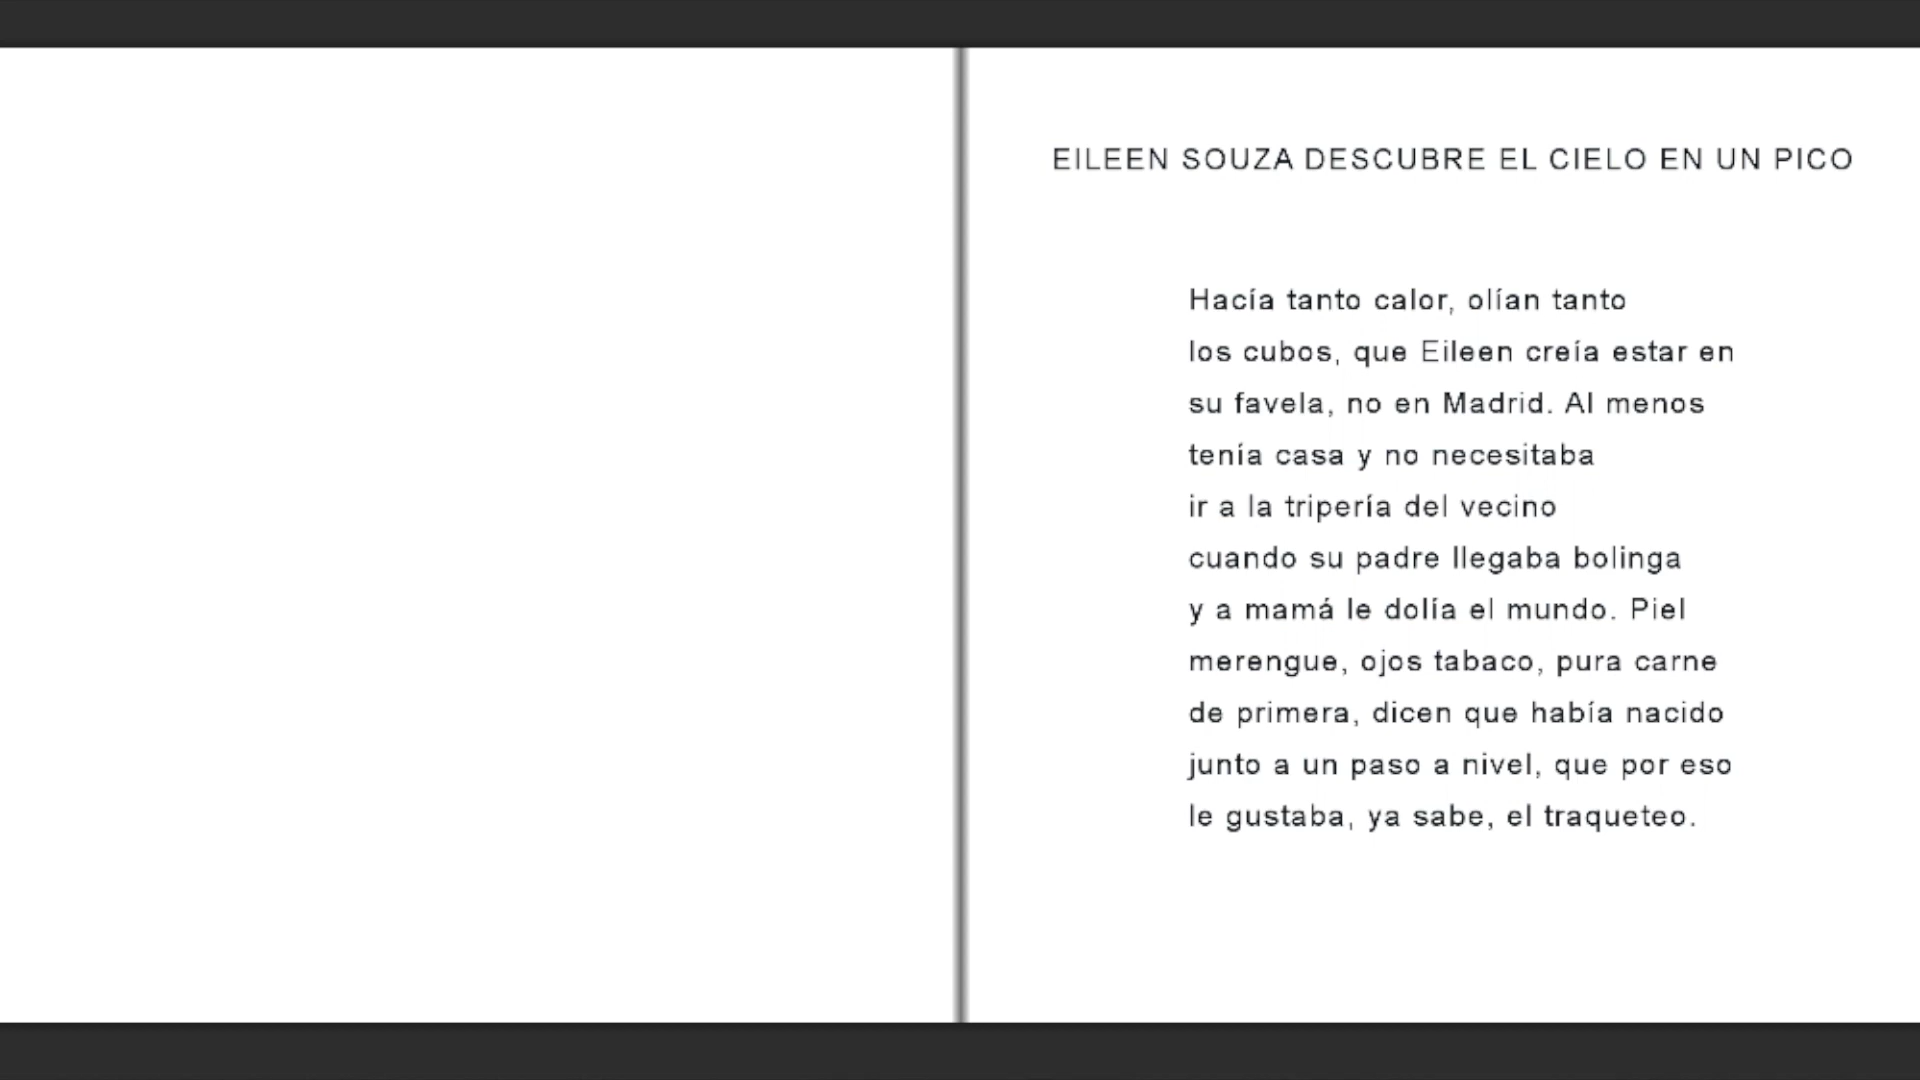 EILEEN SOUZA DESCUBRE EL CIELO EN UN PICO
Hacía tanto calor, olían tanto
los cubos, que Eileen creía estar en
su favela, no en Madrid. Al menos
tenía casa y no necesitaba
ir a la tripería del vecino
cuando su padre llegaba bolinga
y a mamá le dolía el mundo. Piel
merengue, ojos tabaco, pura carne
de primera, dicen que había nacido
junto a un paso a nivel, que por eso
le gustaba, ya sabe, el traqueteo.